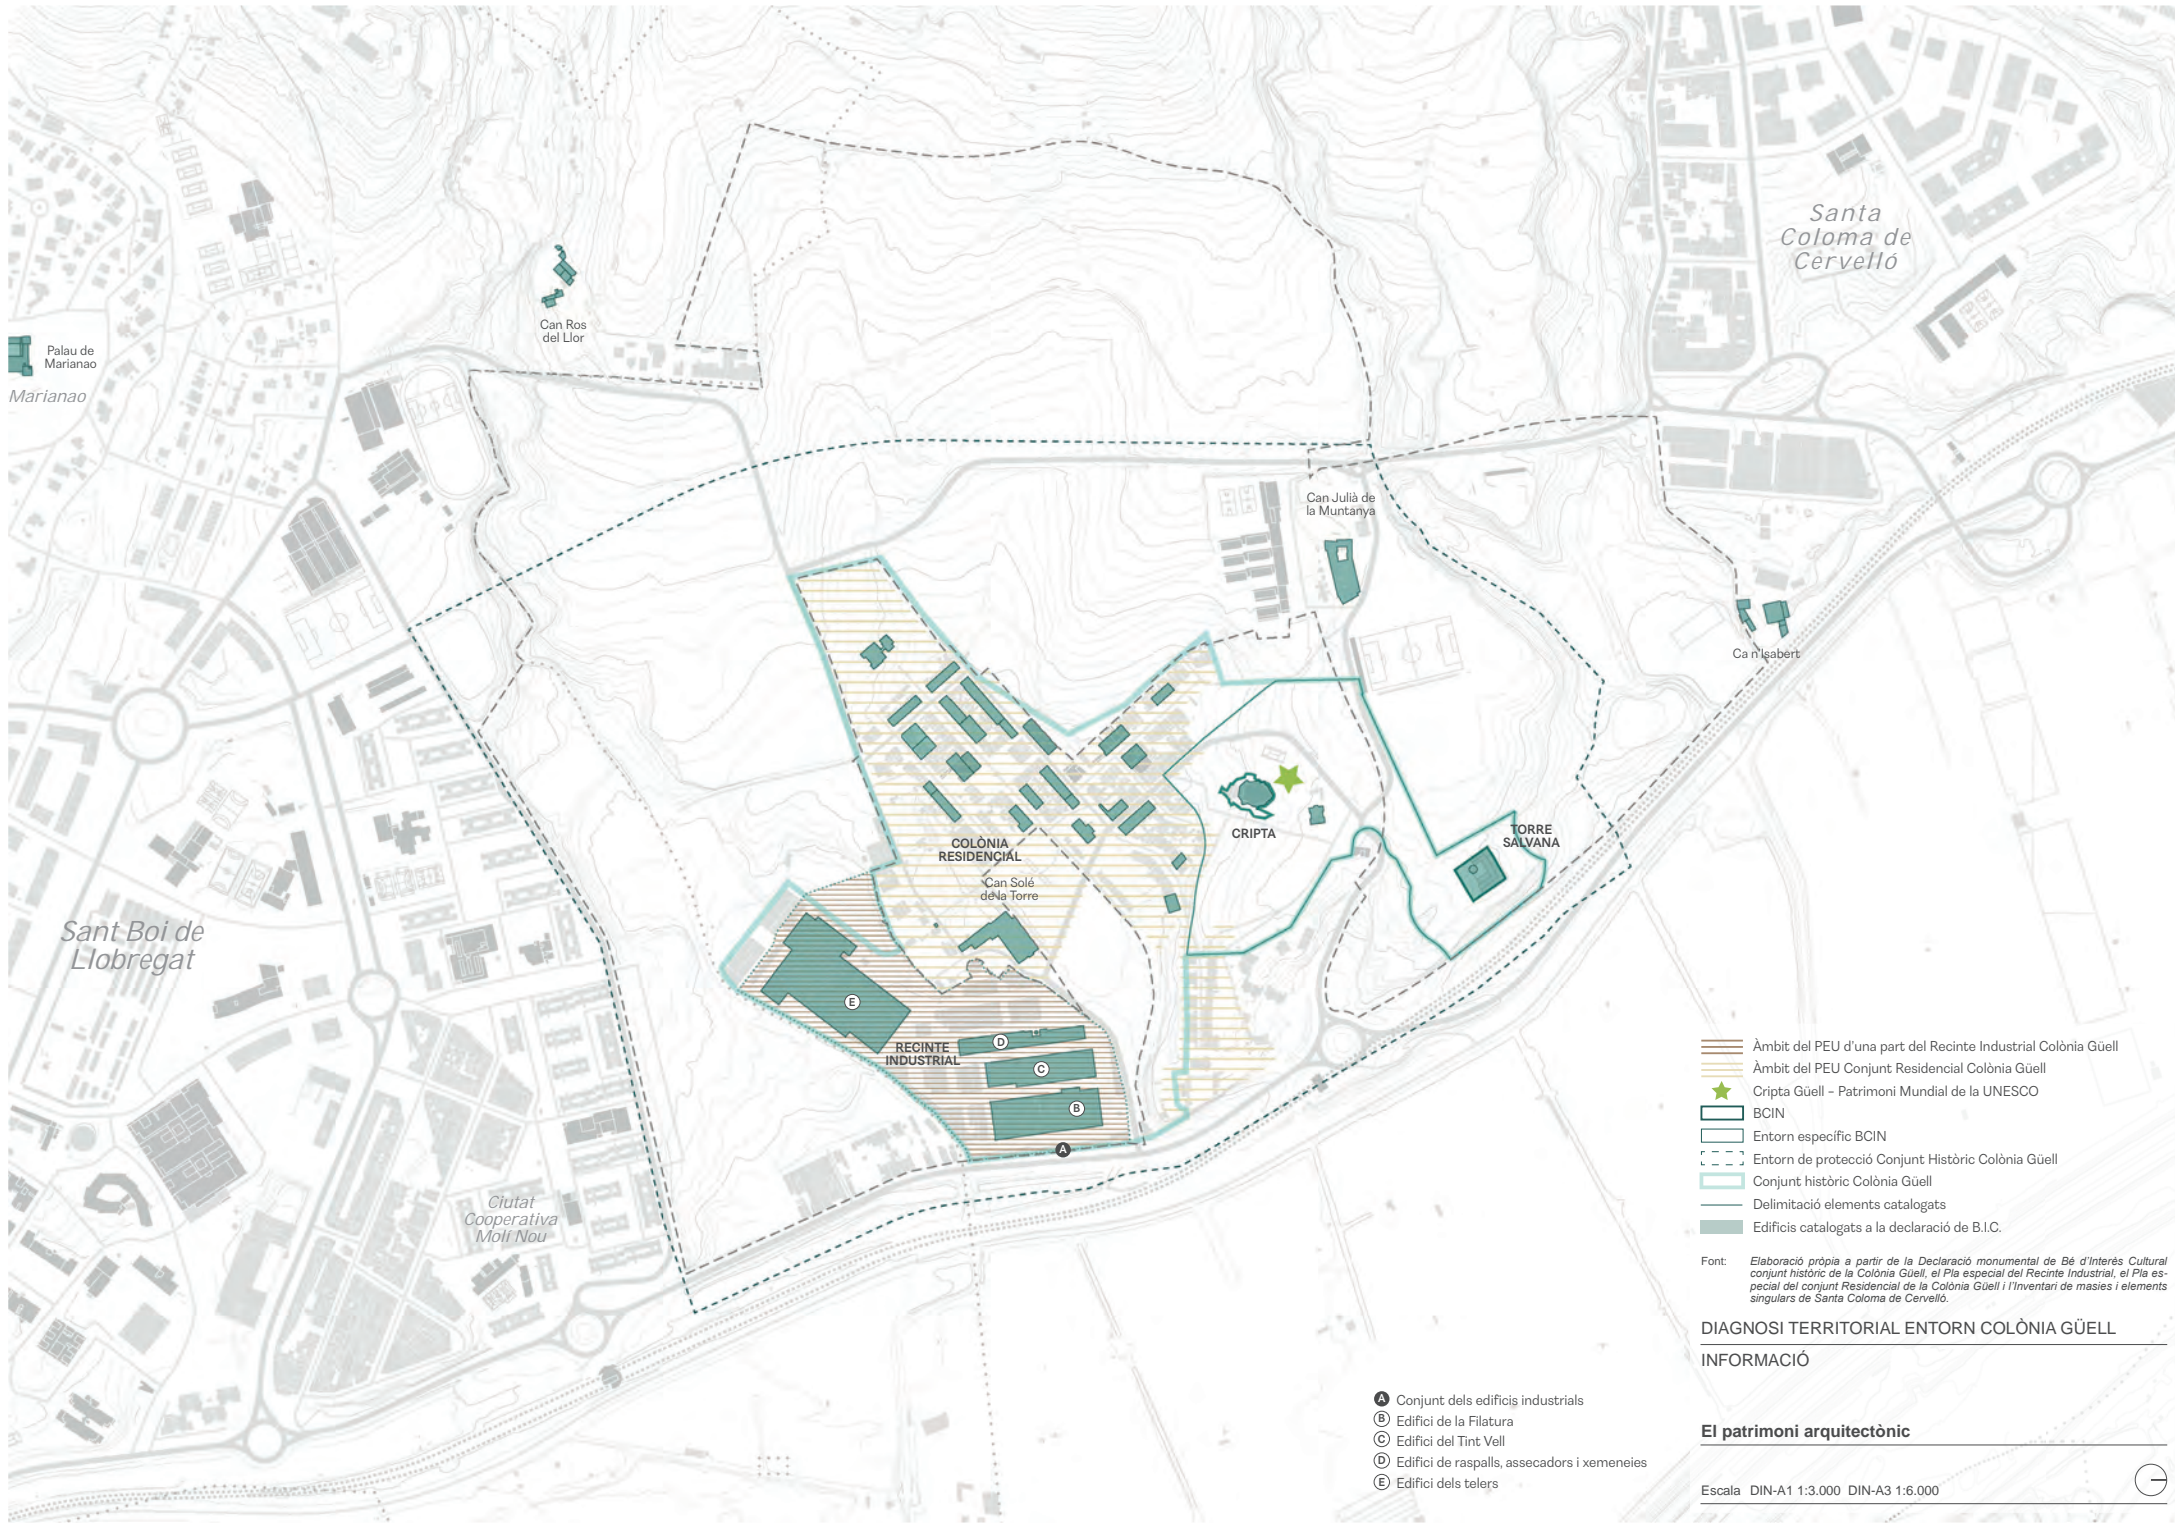 Santa
Coloma de
Cervelló
Can Ros
del Llor
Palau de
Marianao
Marianao
Can Julià de
la Muntanya
Ca n'Isabert
CRIPTA
TORRE
SALVANA
COLÒNIA
RESIDENCIAL
Can Solé
de la Torre
Sant Boi de
Llobregat
E
RECINTE
INDUSTRIAL
D
C
B
A
Ciutat
Cooperativa
Molí Nou
Àmbit del PEU d'una part del Recinte Industrial Colònia Güell
Àmbit del PEU Conjunt Residencial Colònia Güell
Cripta Güell - Patrimoni Mundial de la UNESCO
BCIN
Entorn específic BCIN
Entorn de protecció Conjunt Històric Colònia Güell
Conjunt històric Colònia Güell
Delimitació elements catalogats
Edificis catalogats a la declaració de B.I.C.
Font: Elaboració pròpia a partir de la Declaració monumental de Bé d'Interès Cultural
conjunt històric de la Colònia Güell, el Pla especial del Recinte Industrial, el Pla es-
pecial del conjunt Residencial de la Colònia Güell i l'Inventari de masies i elements
singulars de Santa Coloma de Cervelló.
DIAGNOSI TERRITORIAL ENTORN COLÒNIA GÜELL
INFORMACIÓ
A Conjunt dels edificis industrials
B Edifici de la Filatura
C Edifici del Tint Vell
D Edifici de raspalls, assecadors i xemeneies
E Edifici dels telers
El patrimoni arquitectònic
Escala DIN-A1 1:3.000 DIN-A3 1:6.000